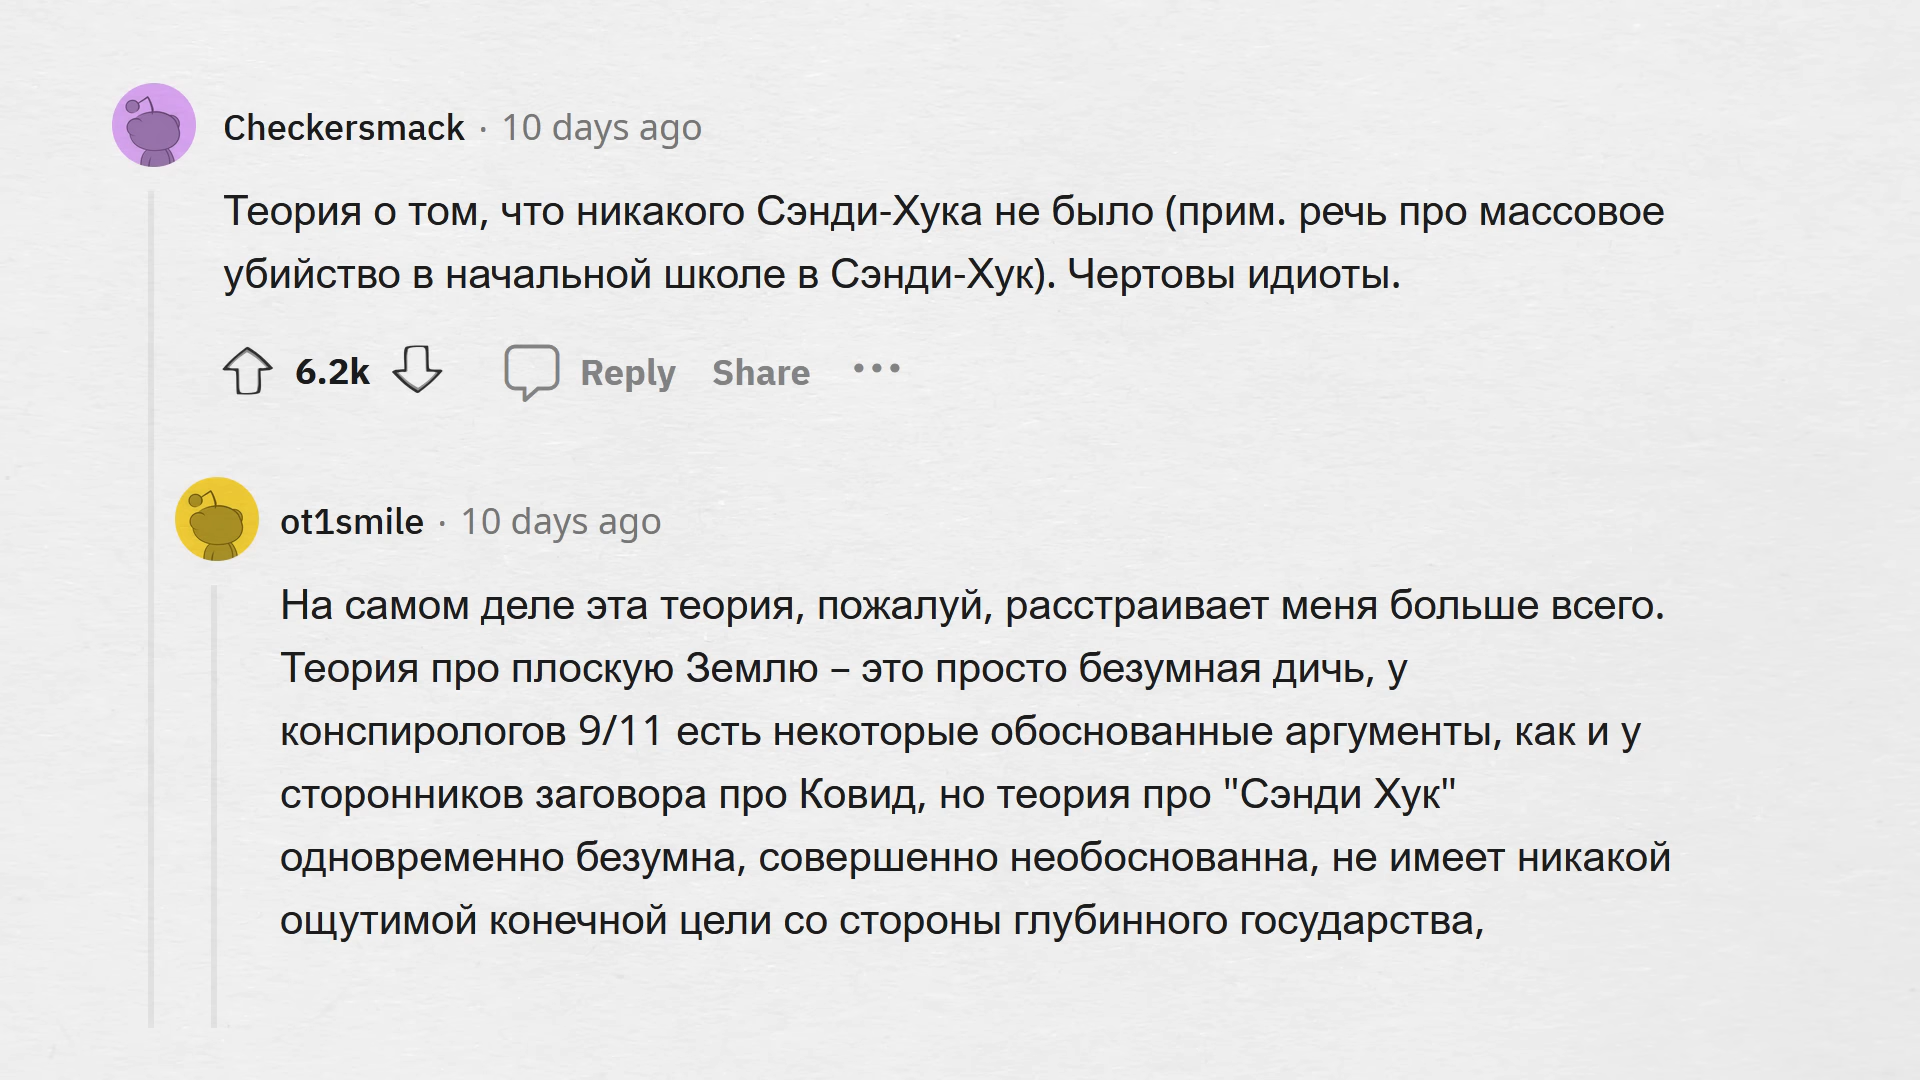 Checkersmack · 10 days ago
Теория о том, что никакого Сэнди-Хука не было (прим. речь про массовое
убийство в начальной школе в Сэнди-Хук). Чертовы идиоты.
6.2k Reply Share •••
ot1smile · 10 days ago
На самом деле эта теория, пожалуй, расстраивает меня больше всего.
Теория про плоскую Землю – это просто безумная дичь, у
конспирологов 9/11 есть некоторые обоснованные аргументы, как и у
сторонников заговора про Ковид, но теория про "Сэнди Хук"
одновременно безумна, совершенно необоснованна, не имеет никакой
ощутимой конечной цели со стороны глубинного государства,